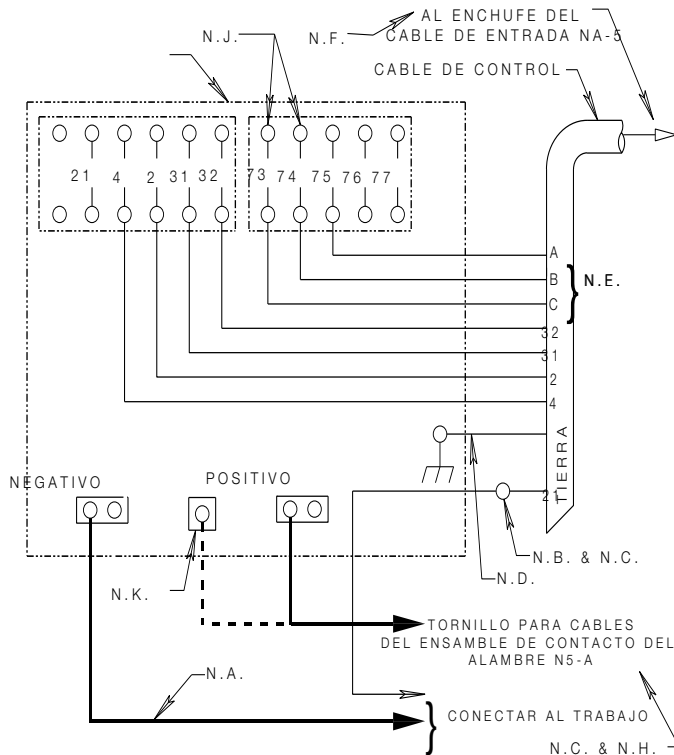 AL ENCHUFE DEL
N.J.
N.F.
CABLE DE ENTRADA NA-5
CABLE DE CONTROL
21 4 2 31 32
73 74 75 76 77
A
B
N.E.
C
32
31
2
4
TIERRA
NEGATIVO
POSITIVO
21
N.B. & N.C.
N.D.
N.K.
TORNILLO PARA CABLES
DEL ENSAMBLE DE CONTACTO DEL
ALAMBRE N5-A
N.A.
CONECTAR AL TRABAJO
N.C. & N.H.